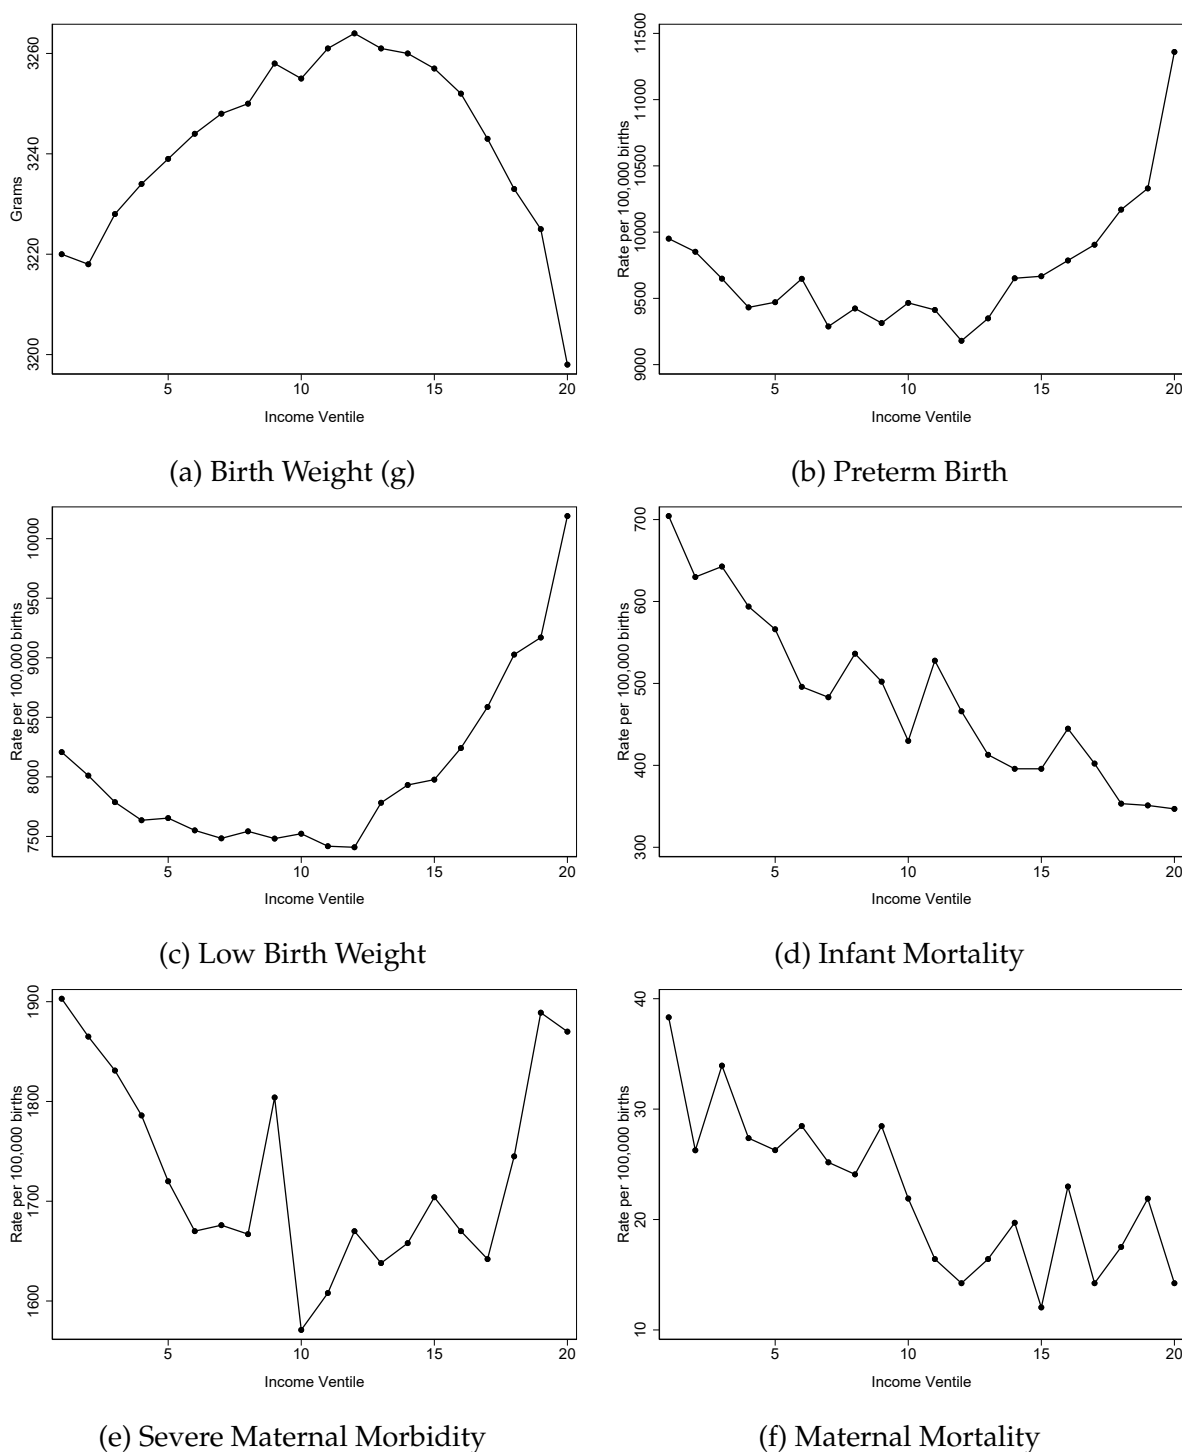 3260
3240
Grams
3220
3200
5 10 15 20
Income Ventile
(a) Birth Weight (g)
11500
11000
10500
Rate per 100,000 births
10000
9500
9000
5 10 15 20
Income Ventile
(b) Preterm Birth
10000
9500
9000
Rate per 100,000 births
8500
8000
7500
5 10 15 20
Income Ventile
(c) Low Birth Weight
700
600
Rate per 100,000 births
500
400
300
5 10 15 20
Income Ventile
(d) Infant Mortality
1900
1800
Rate per 100,000 births
1700
1600
5 10 15 20
Income Ventile
(e) Severe Maternal Morbidity
40
30
Rate per 100,000 births
20
10
5 10 15 20
Income Ventile
(f) Maternal Mortality